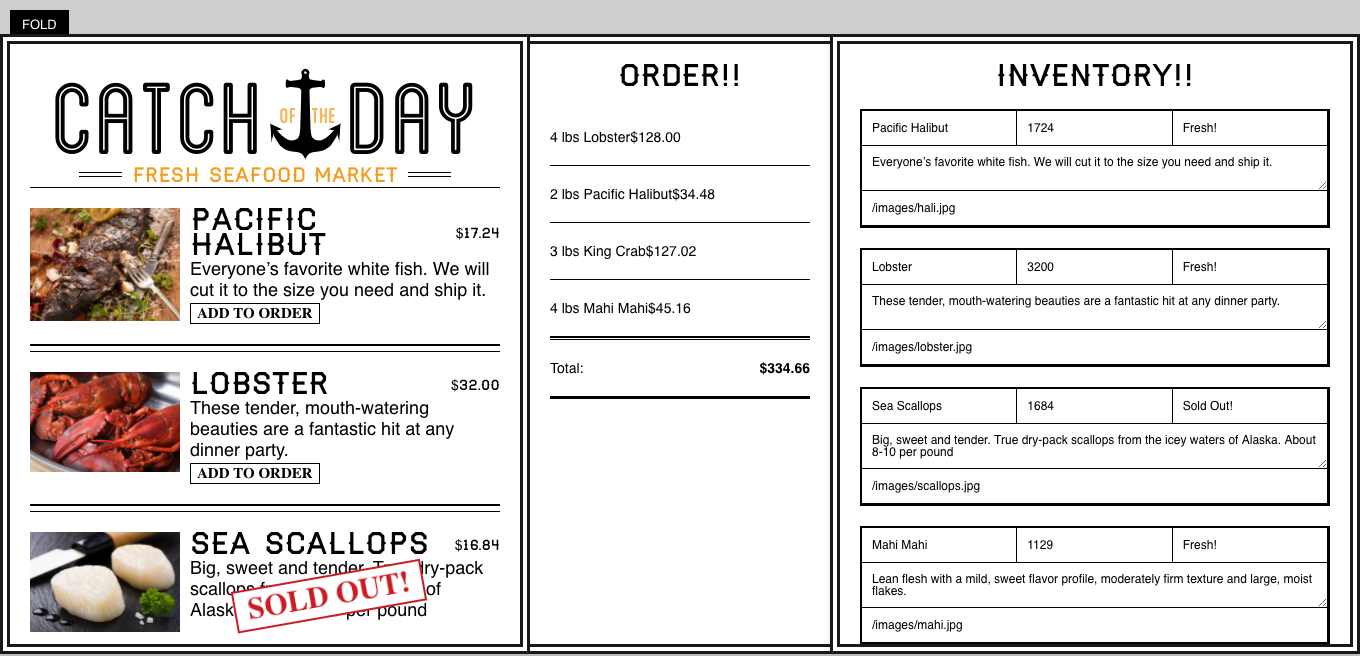 FOLD
CATCH OF THE DAY
FRESH SEAFOOD MARKET
PACIFIC
HALIBUT
$17.24
Everyone’s favorite white fish. We will
cut it to the size you need and ship it.
ADD TO ORDER
LOBSTER
$32.00
These tender, mouth-watering
beauties are a fantastic hit at any
dinner party.
ADD TO ORDER
SEA SCALLOPS
$16.84
Big, sweet and tender. True dry-pack
scallops of
Alaska per pound
SOLD OUT!
ORDER!!
4 lbs Lobster$128.00
2 lbs Pacific Halibut$34.48
3 lbs King Crab$127.02
4 lbs Mahi Mahi$45.16
Total: $334.66
INVENTORY!!
Pacific Halibut 1724 Fresh!
Everyone’s favorite white fish. We will cut it to the size you need and ship it.
/images/hali.jpg
Lobster 3200 Fresh!
These tender, mouth-watering beauties are a fantastic hit at any dinner party.
/images/lobster.jpg
Sea Scallops 1684 Sold Out!
Big, sweet and tender. True dry-pack scallops from the icey waters of Alaska. About
8-10 per pound
/images/scallops.jpg
Mahi Mahi 1129 Fresh!
Lean flesh with a mild, sweet flavor profile, moderately firm texture and large, moist
flakes.
/images/mahi.jpg